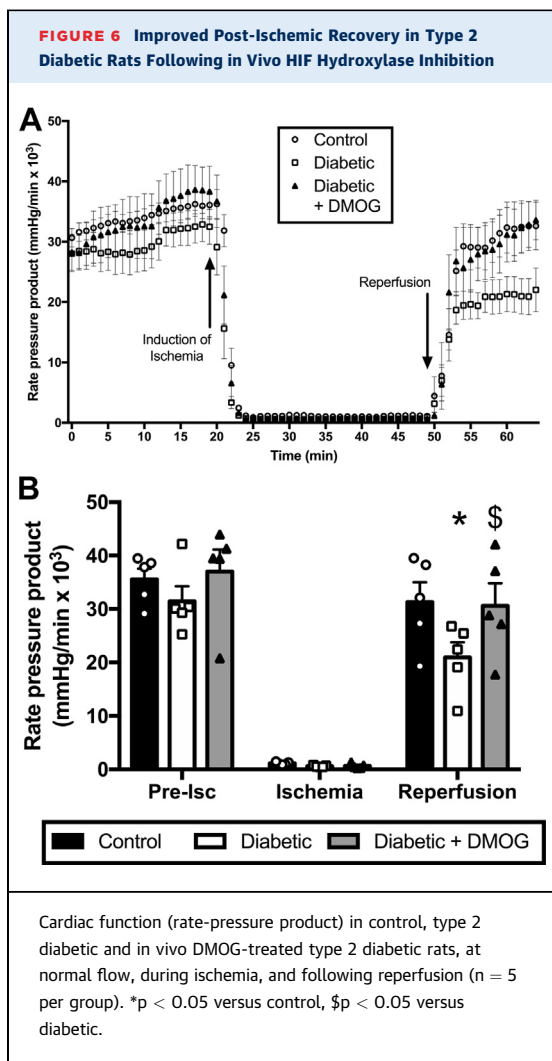 FIGURE 6 Improved Post-Ischemic Recovery in Type 2
Diabetic Rats Following in Vivo HIF Hydroxylase Inhibition
A
Rate pressure product (mmHg/min x 10³)
50
40
30
20
10
0
Control
Diabetic
Diabetic
+ DMOG
Induction of
Ischemia
Reperfusion
0 5 10 15 20 25 30 35 40 45 50 55 60
Time (min)
B
Rate pressure product
(mmHg/min x 10³)
50
40
30
20
10
0
* $
Pre-Isc Ischemia Reperfusion
Control Diabetic Diabetic + DMOG
Cardiac function (rate-pressure product) in control, type 2
diabetic and in vivo DMOG-treated type 2 diabetic rats, at
normal flow, during ischemia, and following reperfusion (n = 5
per group). *p < 0.05 versus control, $p < 0.05 versus
diabetic.